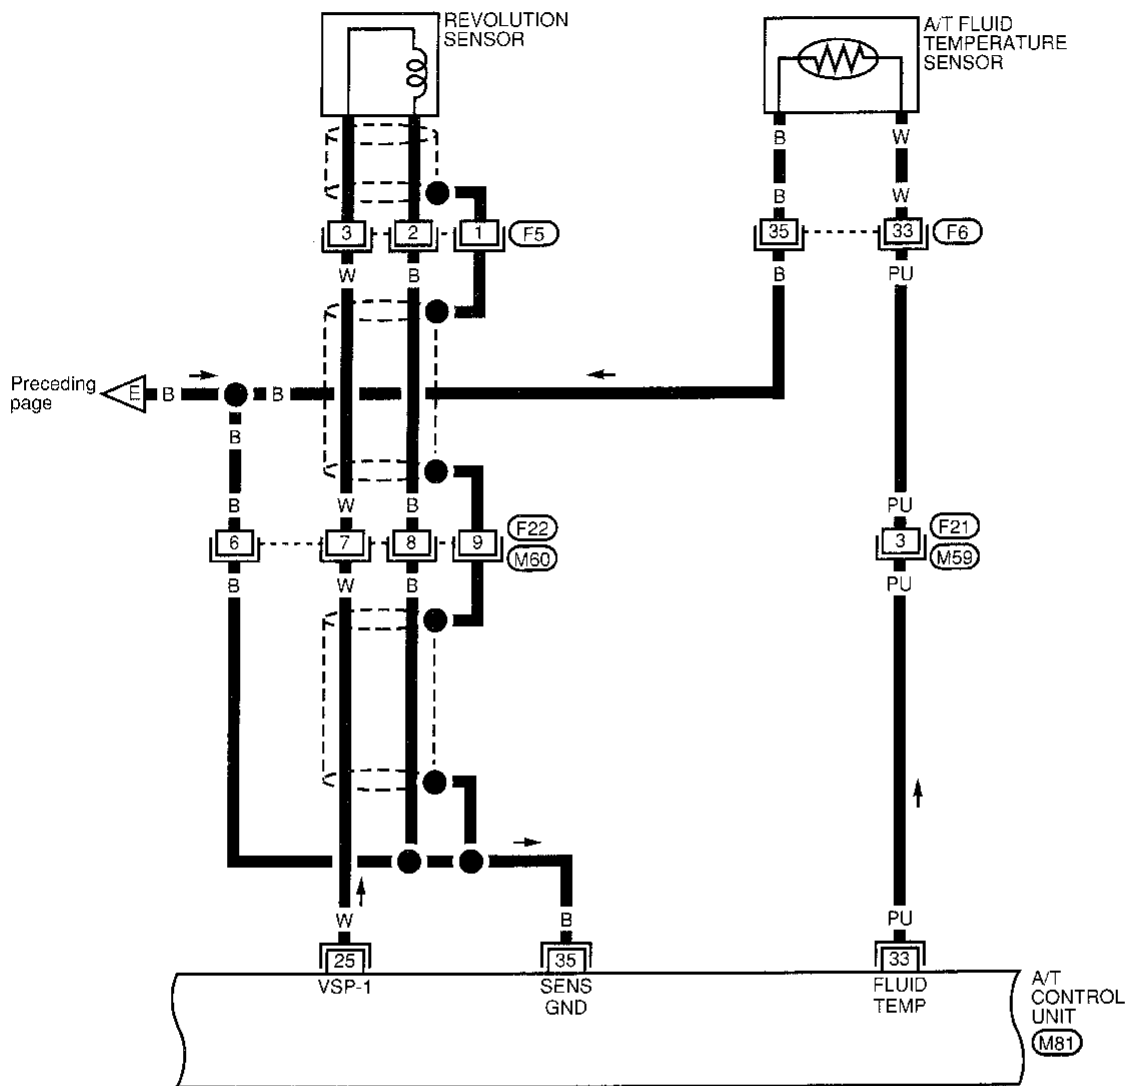 REVOLUTION
SENSOR
A/T FLUID
TEMPERATURE
SENSOR
B W
B W
3 2 1 F5 35 33 F6
W B B PU
Preceding
page
E B B
B
B W B PU
6 7 8 9 F22 M60 3 F21 M59
B W B PU
W B PU
25 35 33
VSP-1 SENS
GND
FLUID
TEMP
A/T
CONTROL
UNIT
M81